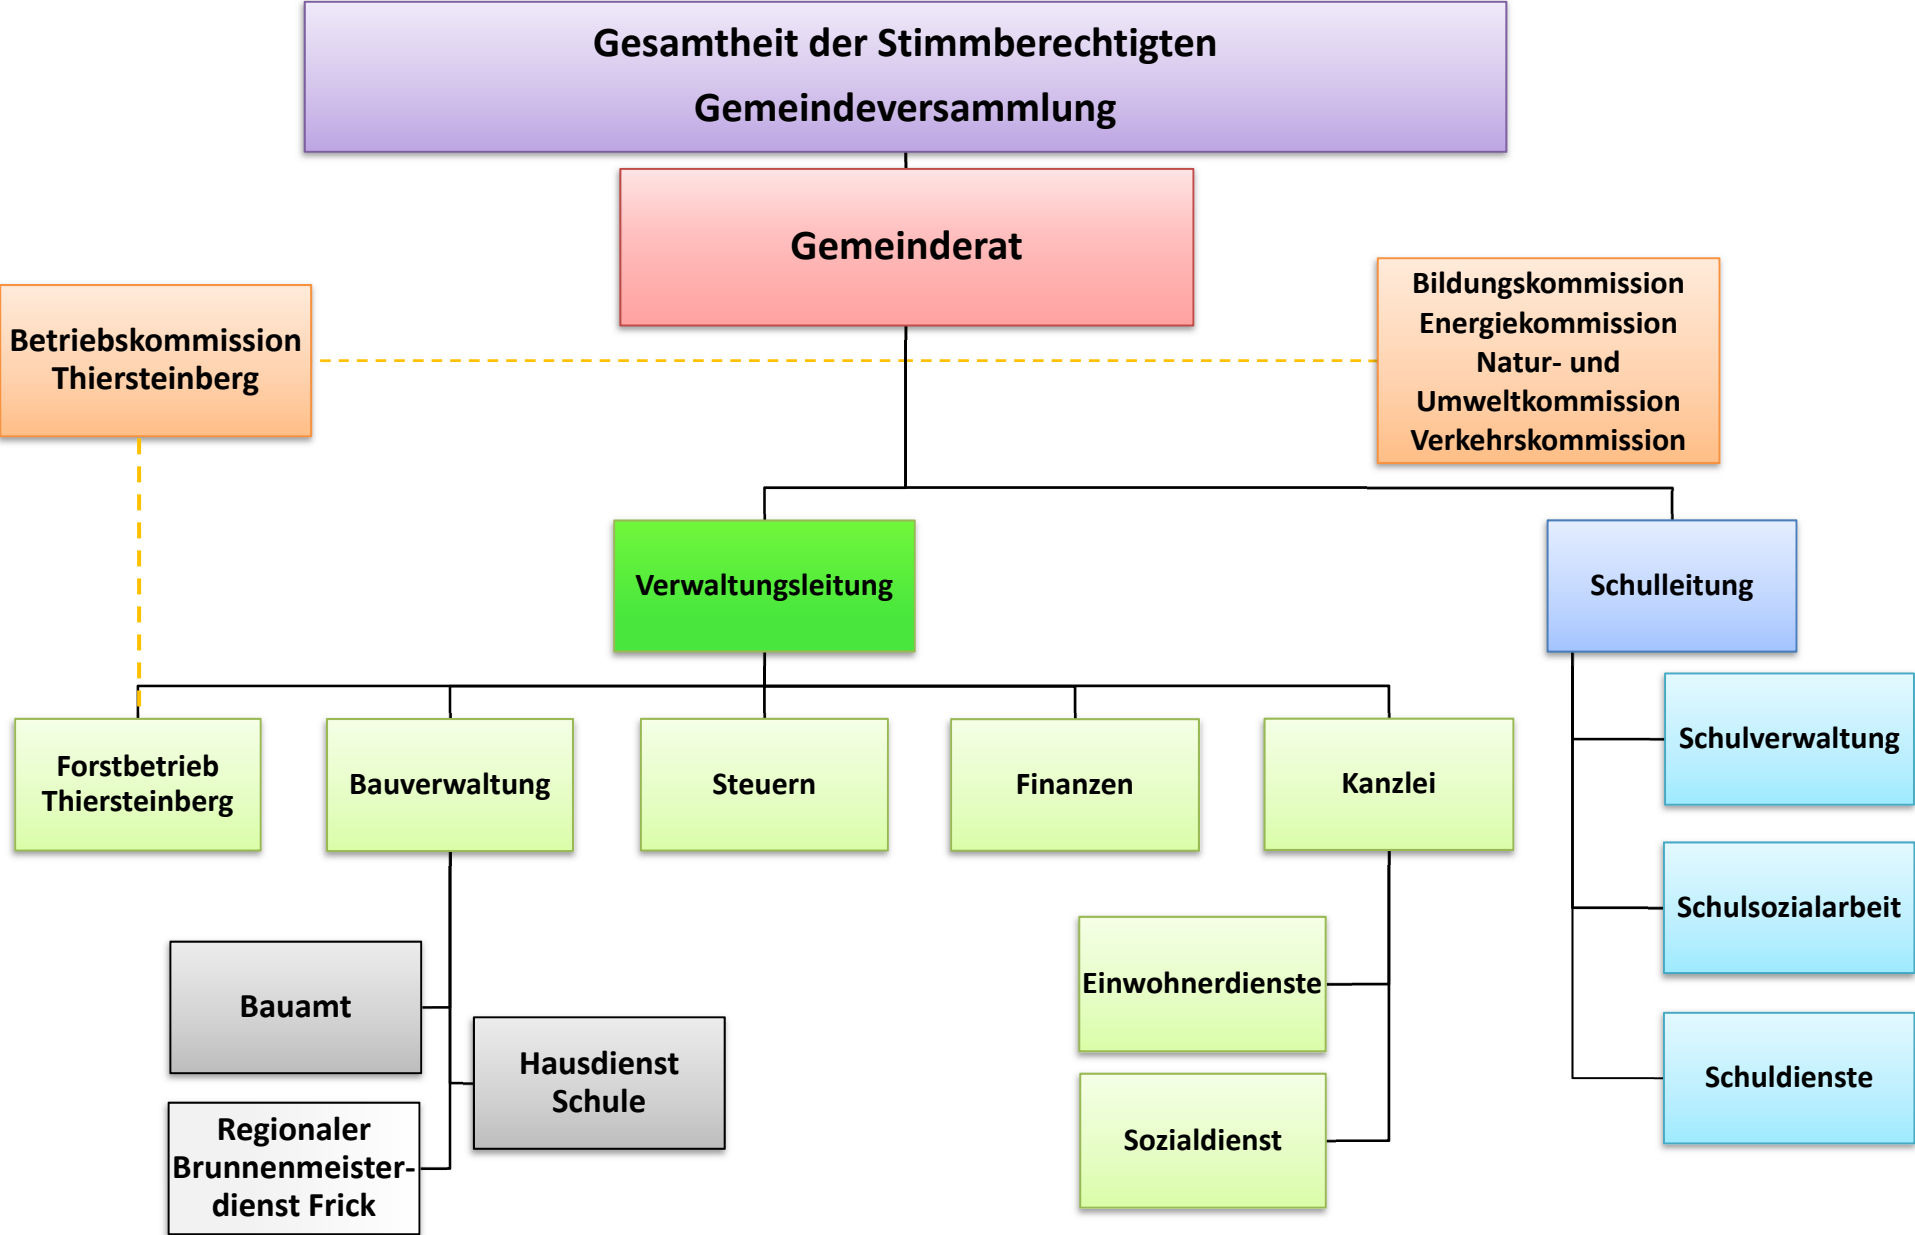 Gesamtheit der Stimmberechtigten
Gemeindeversammlung
Gemeinderat
Betriebskommission
Thiersteinberg
Bildungskommission
Energiekommission
Natur- und
Umweltkommission
Verkehrskommission
Verwaltungsleitung
Schulleitung
Forstbetrieb
Thiersteinberg
Bauverwaltung
Steuern
Finanzen
Kanzlei
Schulverwaltung
Schulsozialarbeit
Schuldienste
Bauamt
Hausdienst
Schule
Regionaler
Brunnenmeister-
dienst Frick
Einwohnerdienste
Sozialdienst